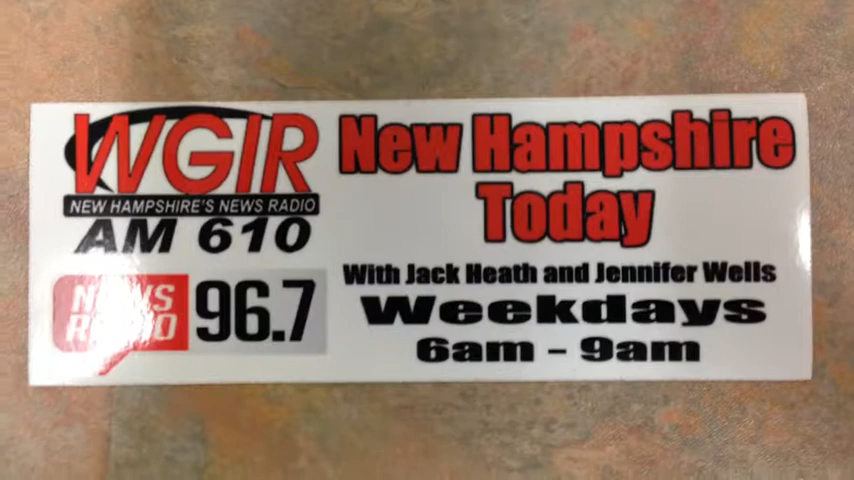 WGIR
NEW HAMPSHIRE'S NEWS RADIO
AM 610
NEWS
RADIO
96.7
New Hampshire
Today
With Jack Heath and Jennifer Wells
Weekdays
6am - 9am